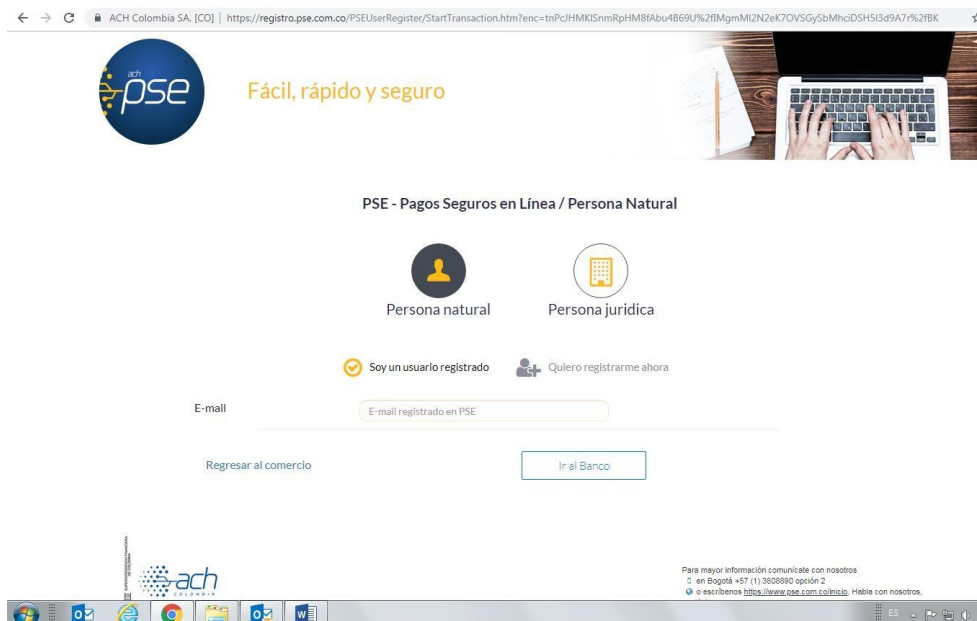 ACH Colombia SA. [CO] | https://registro.pse.com.co/PSEUserRegister/StartTransaction.htm?enc=tnPcJHMKISnmRpHM8fAbu4B69U%2fIMgmMI2N2eK7OVSGySbMhciDSH5I3d9A7r%2fBK
ach
pse
Fácil, rápido y seguro
PSE - Pagos Seguros en Línea / Persona Natural
Persona natural
Persona juridica
Soy un usuario registrado
Quiero registrarme ahora
E-mail
E-mail registrado en PSE
Regresar al comercio
Ir al Banco
ach
COLOMBIA
Para mayor información comunícate con nosotros
en Bogotá +57 (1) 3808890 opción 2
o escríbenos https://www.pse.com.co/inicio. Habla con nosotros,
ES